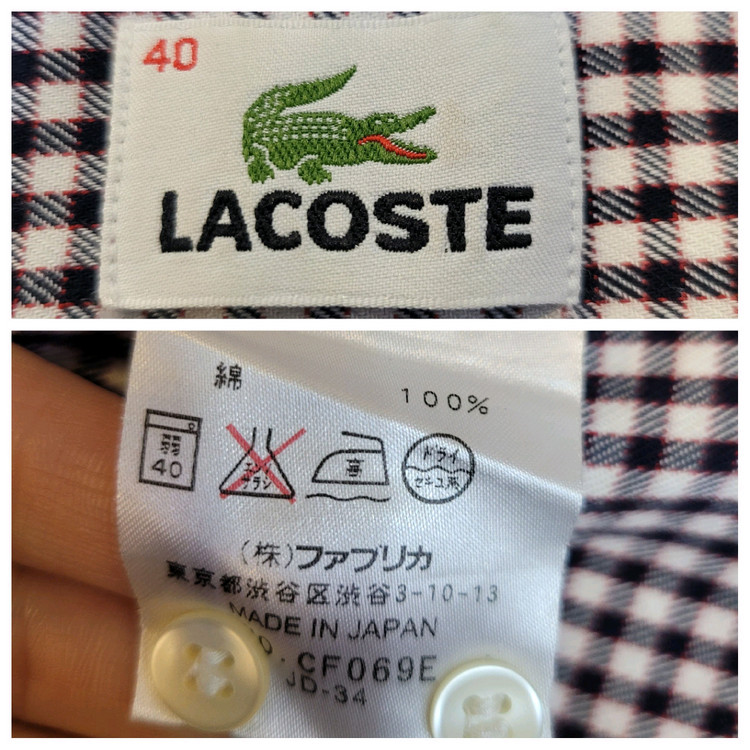 40
LACOSTE
綿
100%
40
エンソ
サラシ
高
ドライ
セキユ系
(株)ファブリカ
東京都渋谷区渋谷3-10-13
MADE IN JAPAN
O. CF069E
JD-34